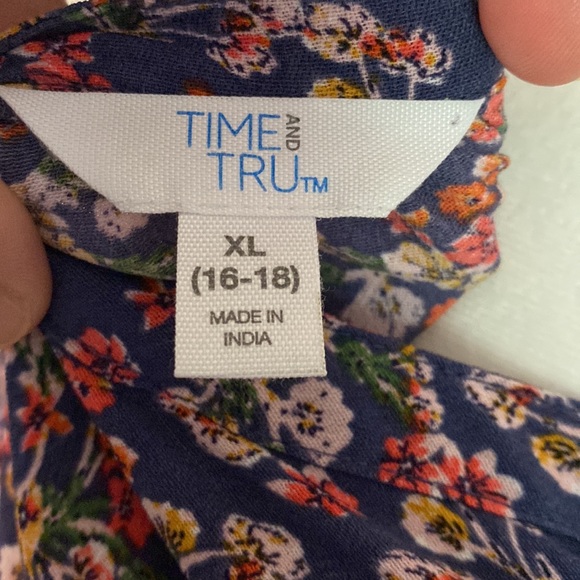 TIME AND
TRU™
XL
(16-18)
MADE IN
INDIA